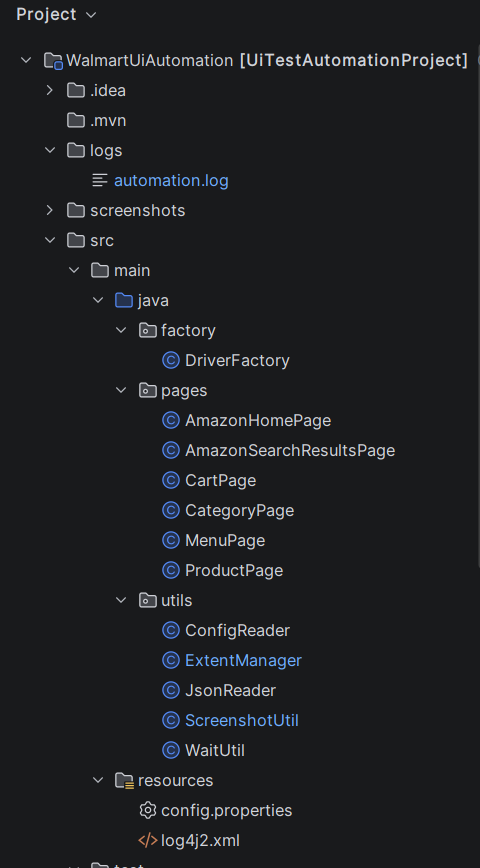 Project
WalmartUiAutomation [UiTestAutomationProject]
.idea
.mvn
logs
automation.log
screenshots
src
main
java
factory
DriverFactory
pages
AmazonHomePage
AmazonSearchResultsPage
CartPage
CategoryPage
MenuPage
ProductPage
utils
ConfigReader
ExtentManager
JsonReader
ScreenshotUtil
WaitUtil
resources
config.properties
log4j2.xml